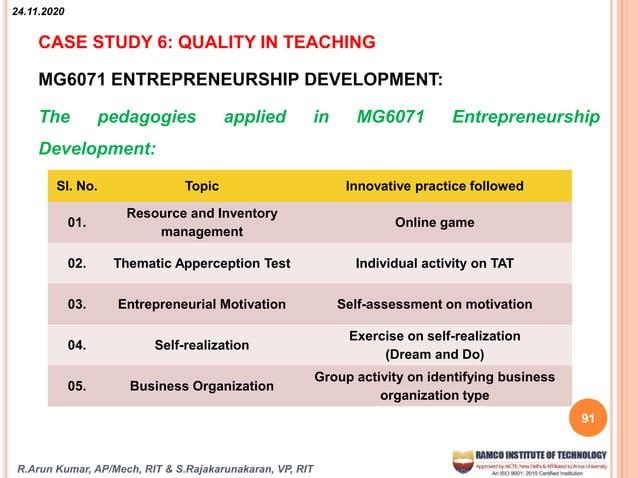 24.11.2020
CASE STUDY 6: QUALITY IN TEACHING
MG6071 ENTREPRENEURSHIP DEVELOPMENT:
The pedagogies applied in MG6071 Entrepreneurship
Development:
Sl. No. Topic Innovative practice followed
01. Resource and Inventory management Online game
02. Thematic Apperception Test Individual activity on TAT
03. Entrepreneurial Motivation Self-assessment on motivation
04. Self-realization Exercise on self-realization (Dream and Do)
05. Business Organization Group activity on identifying business organization type
91
RAMCO INSTITUTE OF TECHNOLOGY
Approved by AICTE, New Delhi & Affiliated to Anna University
An ISO 9001: 2015 Certified Institution
R.Arun Kumar, AP/Mech, RIT & S.Rajakarunakaran, VP, RIT